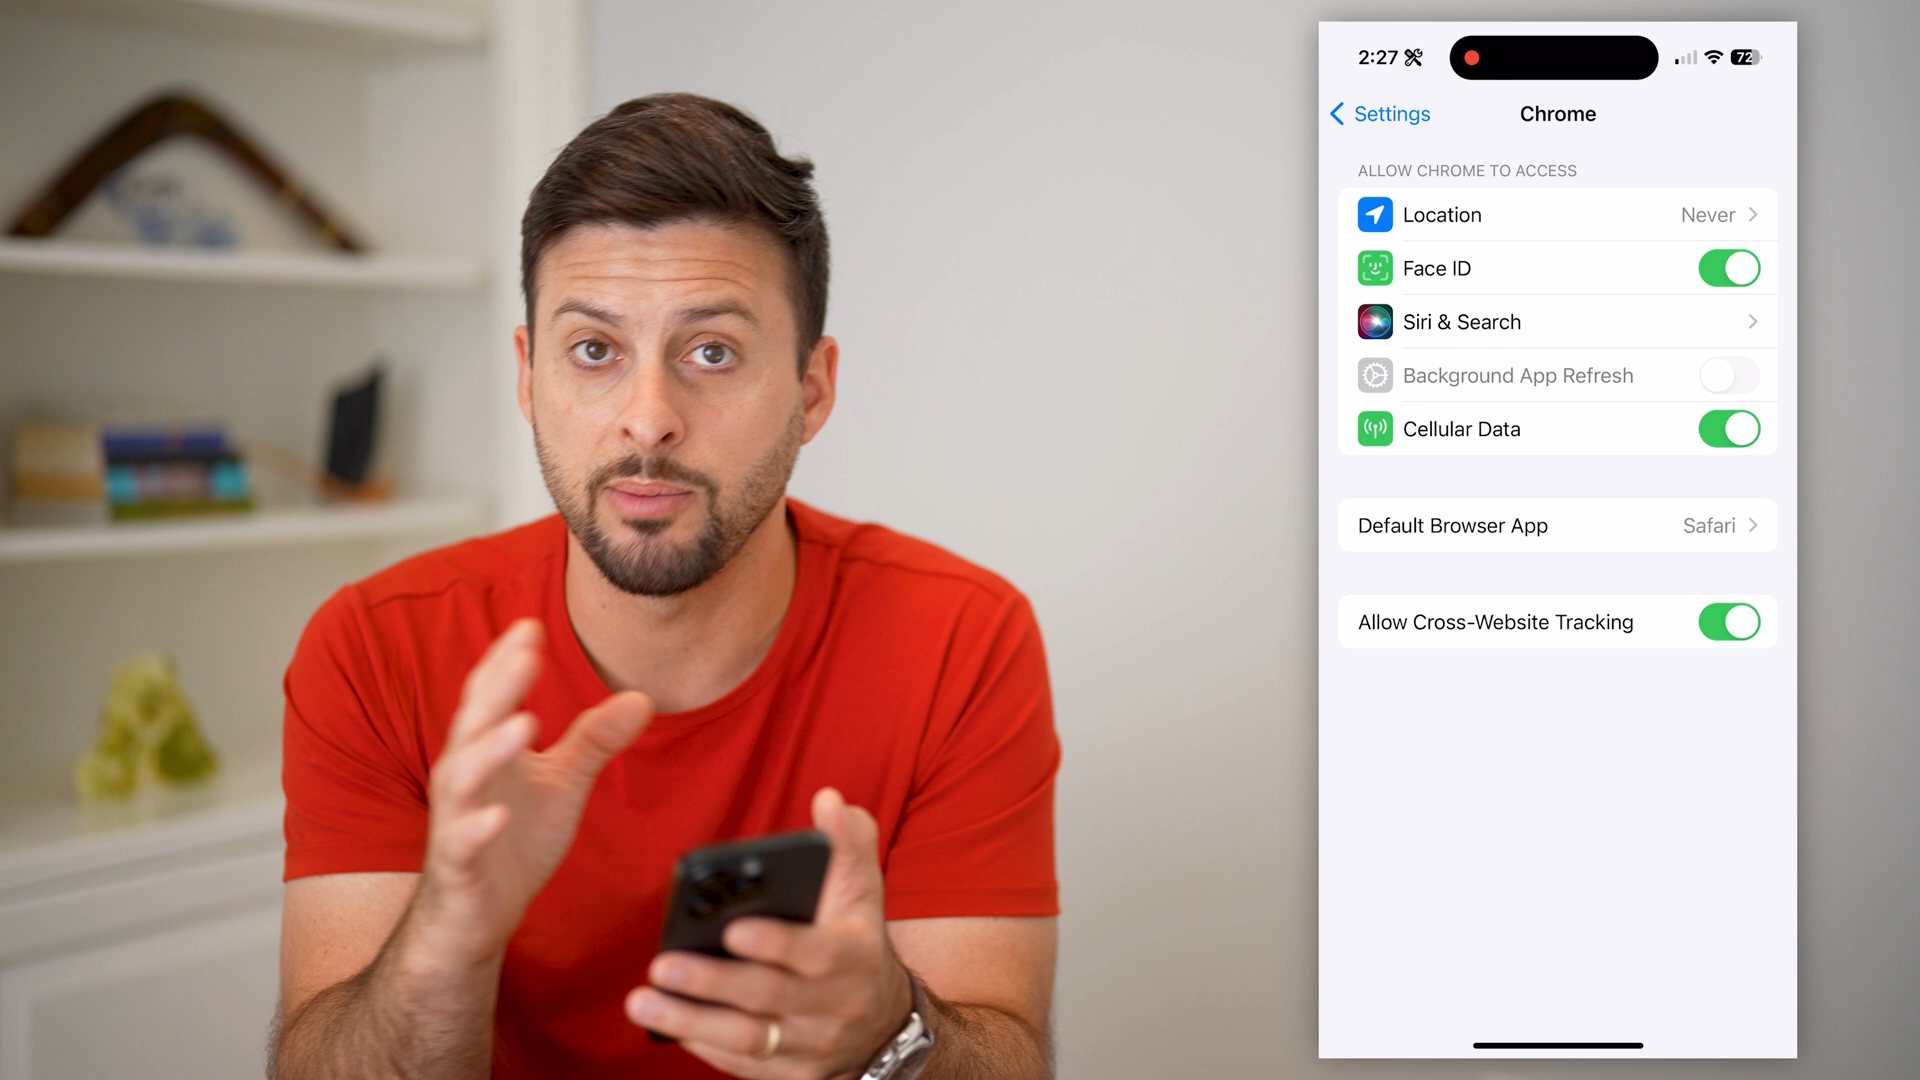 2:27
72
Settings
Chrome
ALLOW CHROME TO ACCESS
Location Never
Face ID
Siri & Search
Background App Refresh
Cellular Data
Default Browser App Safari
Allow Cross-Website Tracking